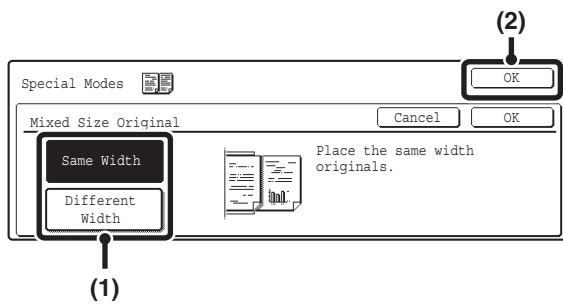 (2)
Special Modes OK
Mixed Size Original Cancel OK
Same Width
Place the same width
originals.
Different
Width
(1)